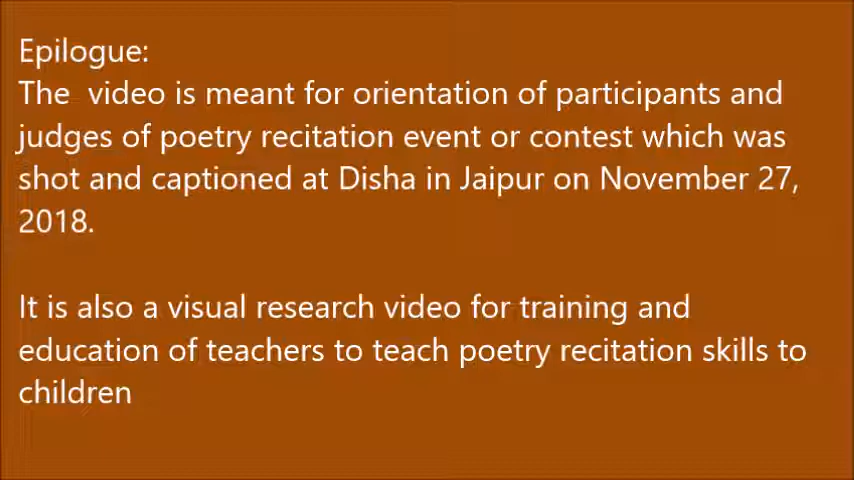 Epilogue:
The  video is meant for orientation of participants and
judges of poetry recitation event or contest which was
shot and captioned at Disha in Jaipur on November 27,
2018.
It is also a visual research video for training and
education of teachers to teach poetry recitation skills to
children